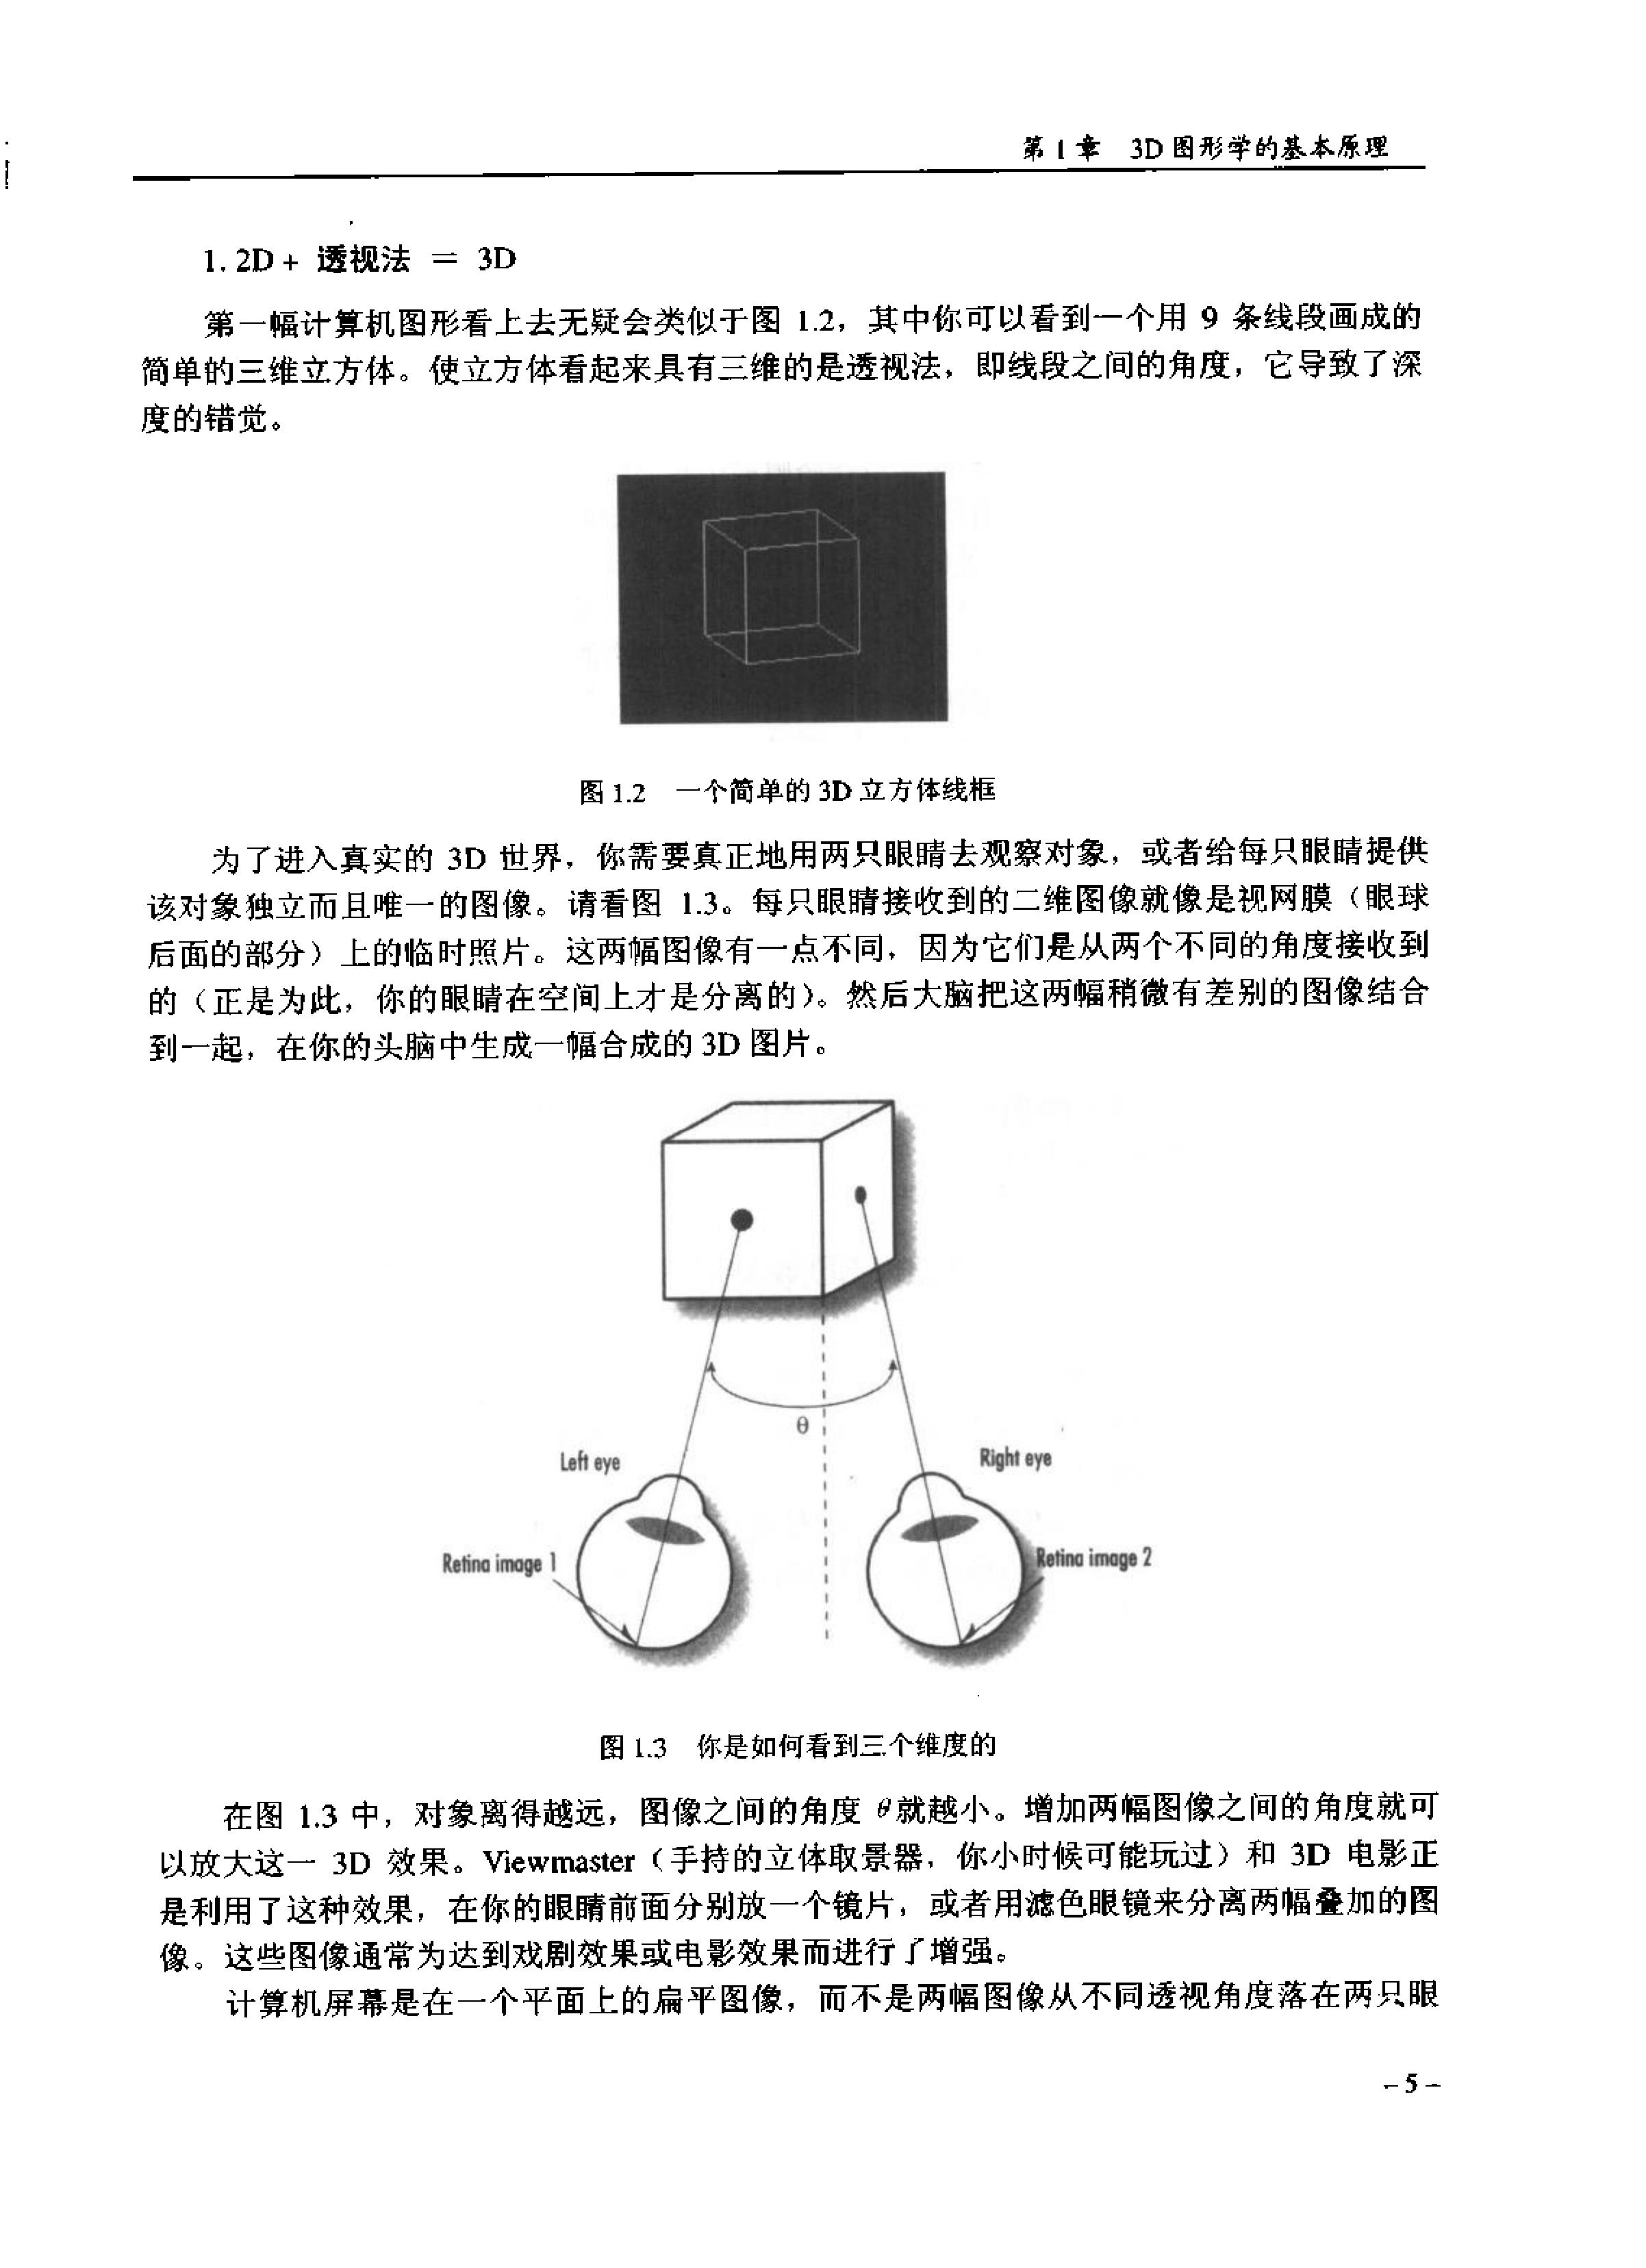 第1章 3D图形学的基本原理
1. 2D+ 透视法 = 3D
第一幅计算机图形看上去无疑会类似于图 1.2，其中你可以看到一个用 9 条线段画成的
简单的三维立方体。使立方体看起来具有三维的是透视法，即线段之间的角度，它导致了深
度的错觉。
图 1.2 一个简单的 3D 立方体线框
为了进入真实的 3D 世界，你需要真正地用两只眼睛去观察对象，或者给每只眼睛提供
该对象独立而且唯一的图像。请看图 1.3。每只眼睛接收到的二维图像就像是视网膜（眼球
后面的部分）上的临时照片。这两幅图像有一点不同，因为它们是从两个不同的角度接收到
的（正是为此，你的眼睛在空间上才是分离的）。然后大脑把这两幅稍微有差别的图像结合
到一起，在你的头脑中生成一幅合成的 3D 图片。
θ
Left eye
Right eye
Retina image 1
Retina image 2
图 1.3 你是如何看到三个维度的
在图 1.3 中，对象离得越远，图像之间的角度 θ就越小。增加两幅图像之间的角度就可
以放大这一 3D 效果。Viewmaster（手持的立体取景器，你小时候可能玩过）和 3D 电影正
是利用了这种效果，在你的眼睛前面分别放一个镜片，或者用滤色眼镜来分离两幅叠加的图
像。这些图像通常为达到戏剧效果或电影效果而进行了增强。
计算机屏幕是在一个平面上的扁平图像，而不是两幅图像从不同透视角度落在两只眼
– 5 –